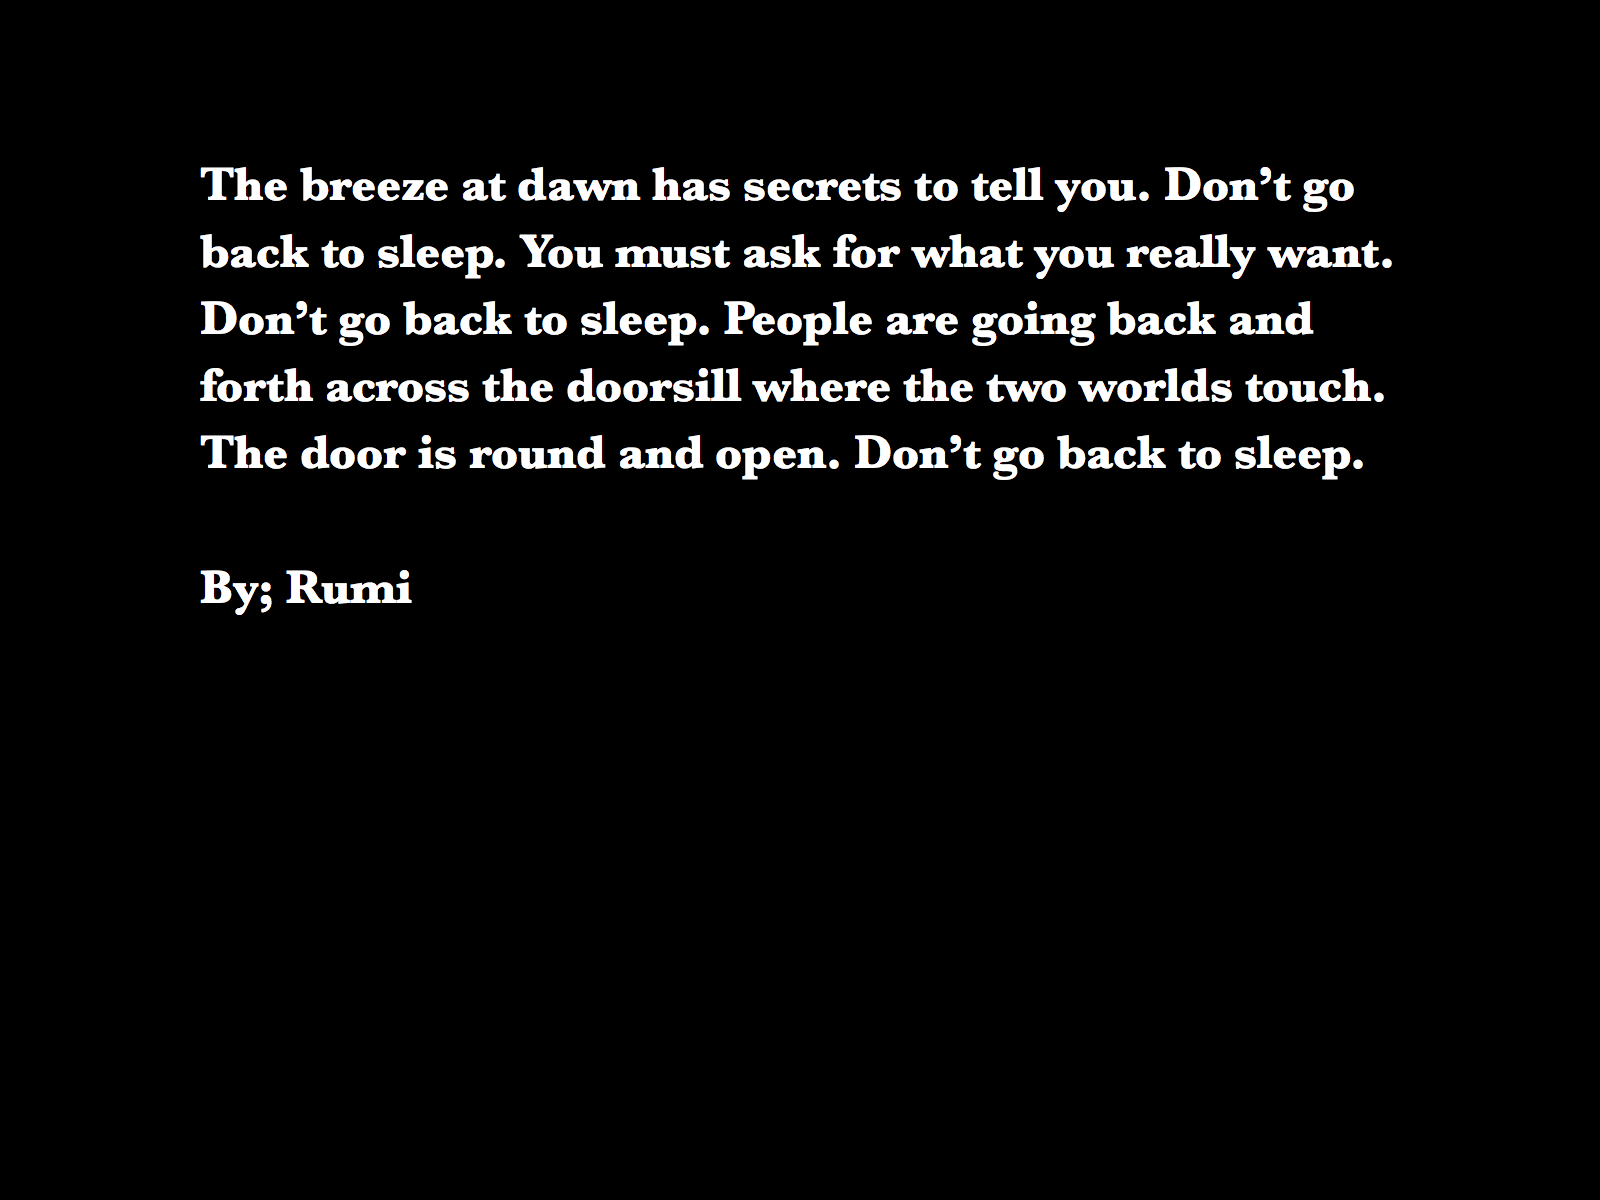 The breeze at dawn has secrets to tell you. Don’t go
back to sleep. You must ask for what you really want.
Don’t go back to sleep. People are going back and
forth across the doorsill where the two worlds touch.
The door is round and open. Don’t go back to sleep.
By; Rumi